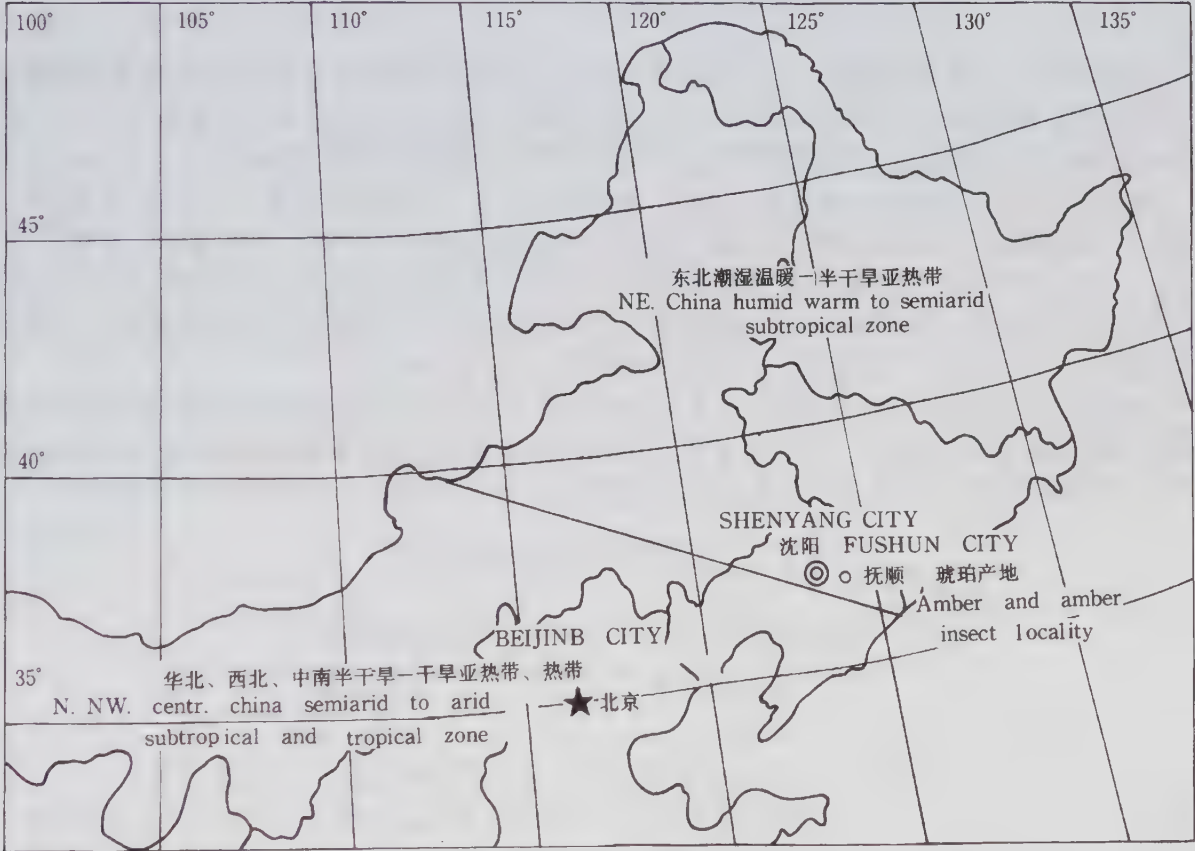 100° 105° 110° 115° 120° 125° 130° 135°
45°
东北潮湿温暖—半干旱亚热带
NE. China humid warm to semiarid
subtropical zone
40°
SHENYANG CITY
沈阳 FUSHUN CITY
抚顺 琥珀产地
Amber and amber
insect locality
BEIJINB CITY
35°
华北、西北、中南半干旱—干旱亚热带、热带
N. NW. centr. china semiarid to arid
北京
subtropical and tropical zone